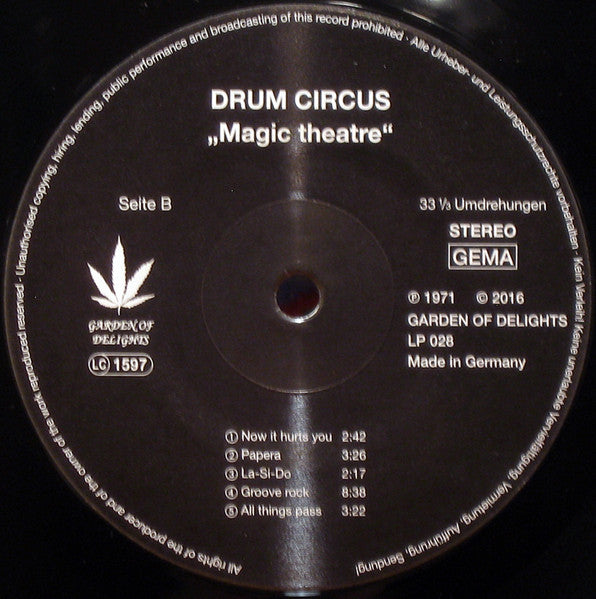 All rights of the producer and of the owner of the work reproduced reserved · Unauthorised copying, hiring, lending, public performance and broadcasting of this record prohibited · Alle Urheber- und Leistungsschutzrechte vorbehalten · Kein Verleih! Keine unerlaubte Vervielfältigung, Vermietung, Aufführung, Sendung!
DRUM CIRCUS
„Magic theatre“
Seite B
33 ⅓ Umdrehungen
STEREO
GEMA
GARDEN OF
DELIGHTS
LC 1597
℗ 1971 © 2016
GARDEN OF DELIGHTS
LP 028
Made in Germany
① Now it hurts you 2:42
② Papera 3:26
③ La-Si-Do 2:17
④ Groove rock 8:38
⑤ All things pass 3:22